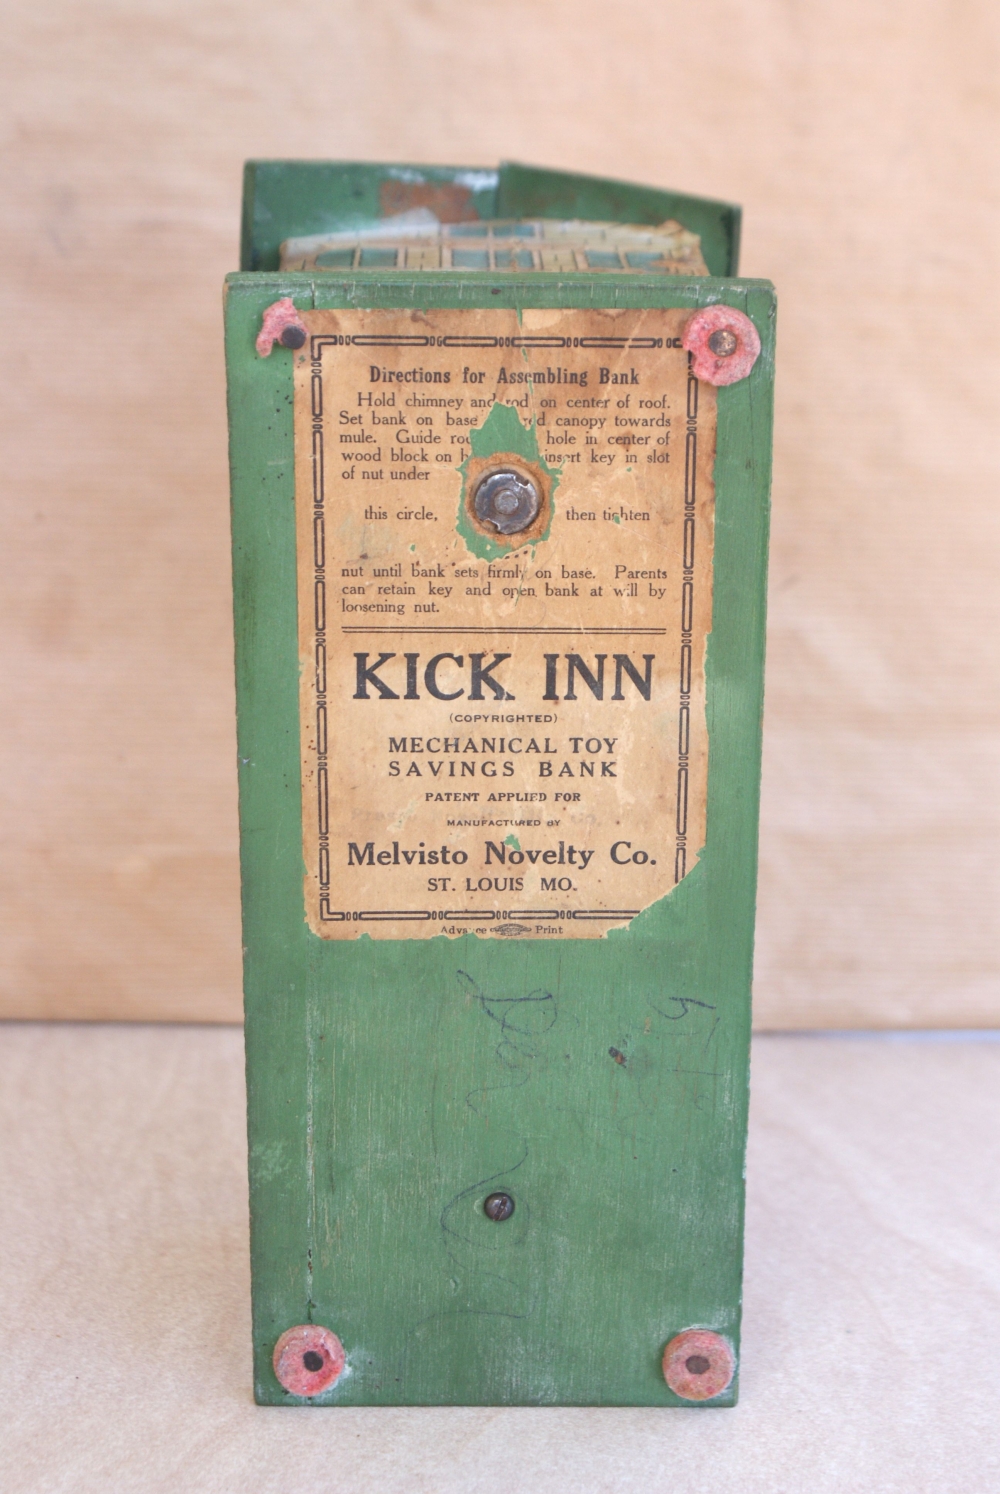 Directions for Assembling Bank
Hold chimney and rod on center of roof.
Set bank on base canopy towards
mule. Guide hole in center of
wood block on insert key in slot
of nut under
this circle, then tighten
nut until bank sets firmly on base. Parents
can retain key and open bank at will by
loosening nut.
KICK INN
(COPYRIGHTED)
MECHANICAL TOY
SAVINGS BANK
PATENT APPLIED FOR
MANUFACTURED BY
Melvisto Novelty Co.
ST. LOUIS MO.
Print